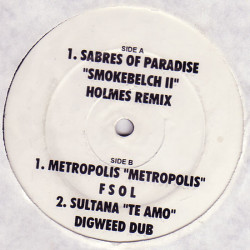 SIDE A
1. SABRES OF PARADISE
"SMOKEBELCH II"
HOLMES REMIX
SIDE B
1. METROPOLIS "METROPOLIS"
F S O L
2. SULTANA "TE AMO"
DIGWEED DUB